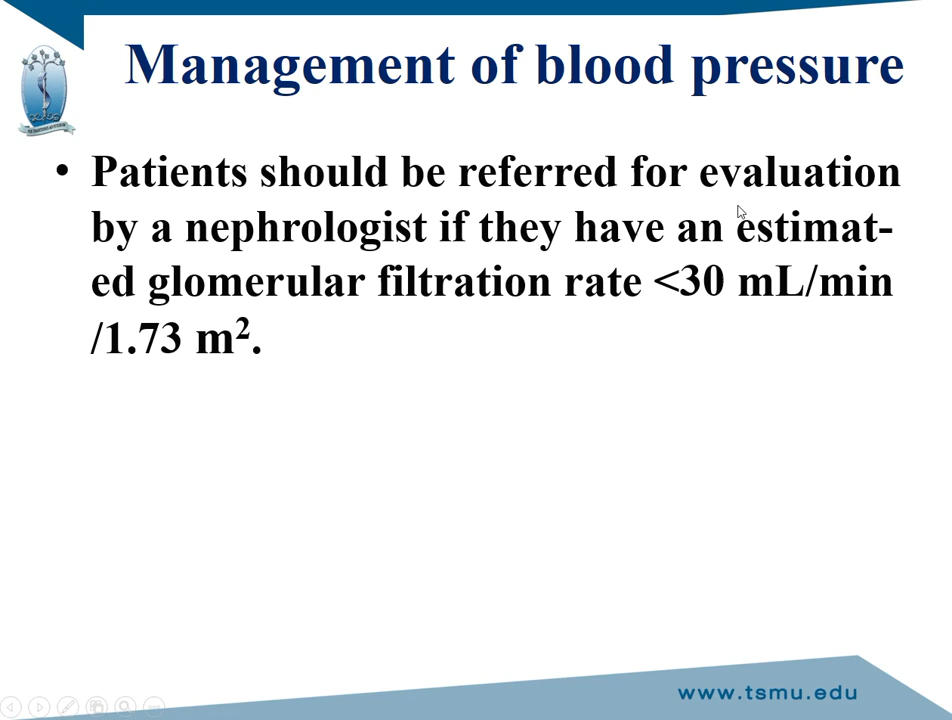 Management of blood pressure
• Patients should be referred for evaluation
by a nephrologist if they have an estimat-
ed glomerular filtration rate <30 mL/min
/1.73 m².
www.tsmu.edu